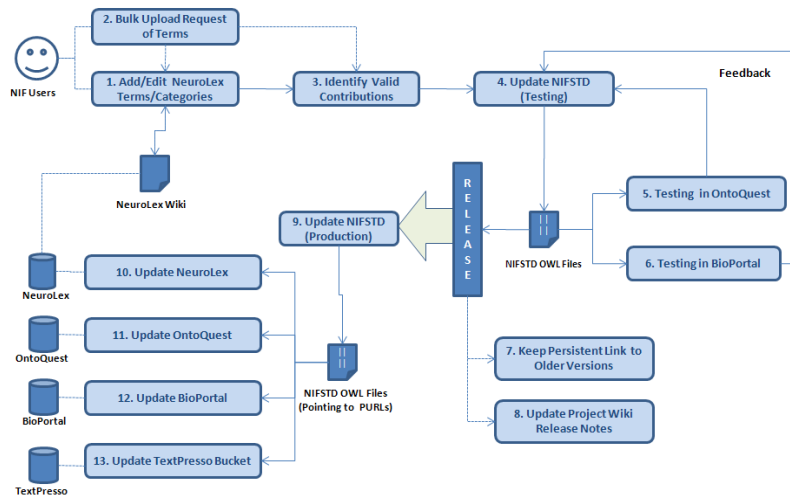 2. Bulk Upload Request
of Terms
NIF Users
1. Add/Edit NeuroLex
Terms/Categories
3. Identify Valid
Contributions
4. Update NIFSTD
(Testing)
Feedback
NeuroLex Wiki
RELEASE
9. Update NIFSTD
(Production)
NIFSTD OWL Files
5. Testing in OntoQuest
6. Testing in BioPortal
10. Update NeuroLex
NeuroLex
11. Update OntoQuest
OntoQuest
12. Update BioPortal
BioPortal
13. Update TextPresso Bucket
TextPresso
NIFSTD OWL Files
(Pointing to PURLs)
7. Keep Persistent Link to
Older Versions
8. Update Project Wiki
Release Notes